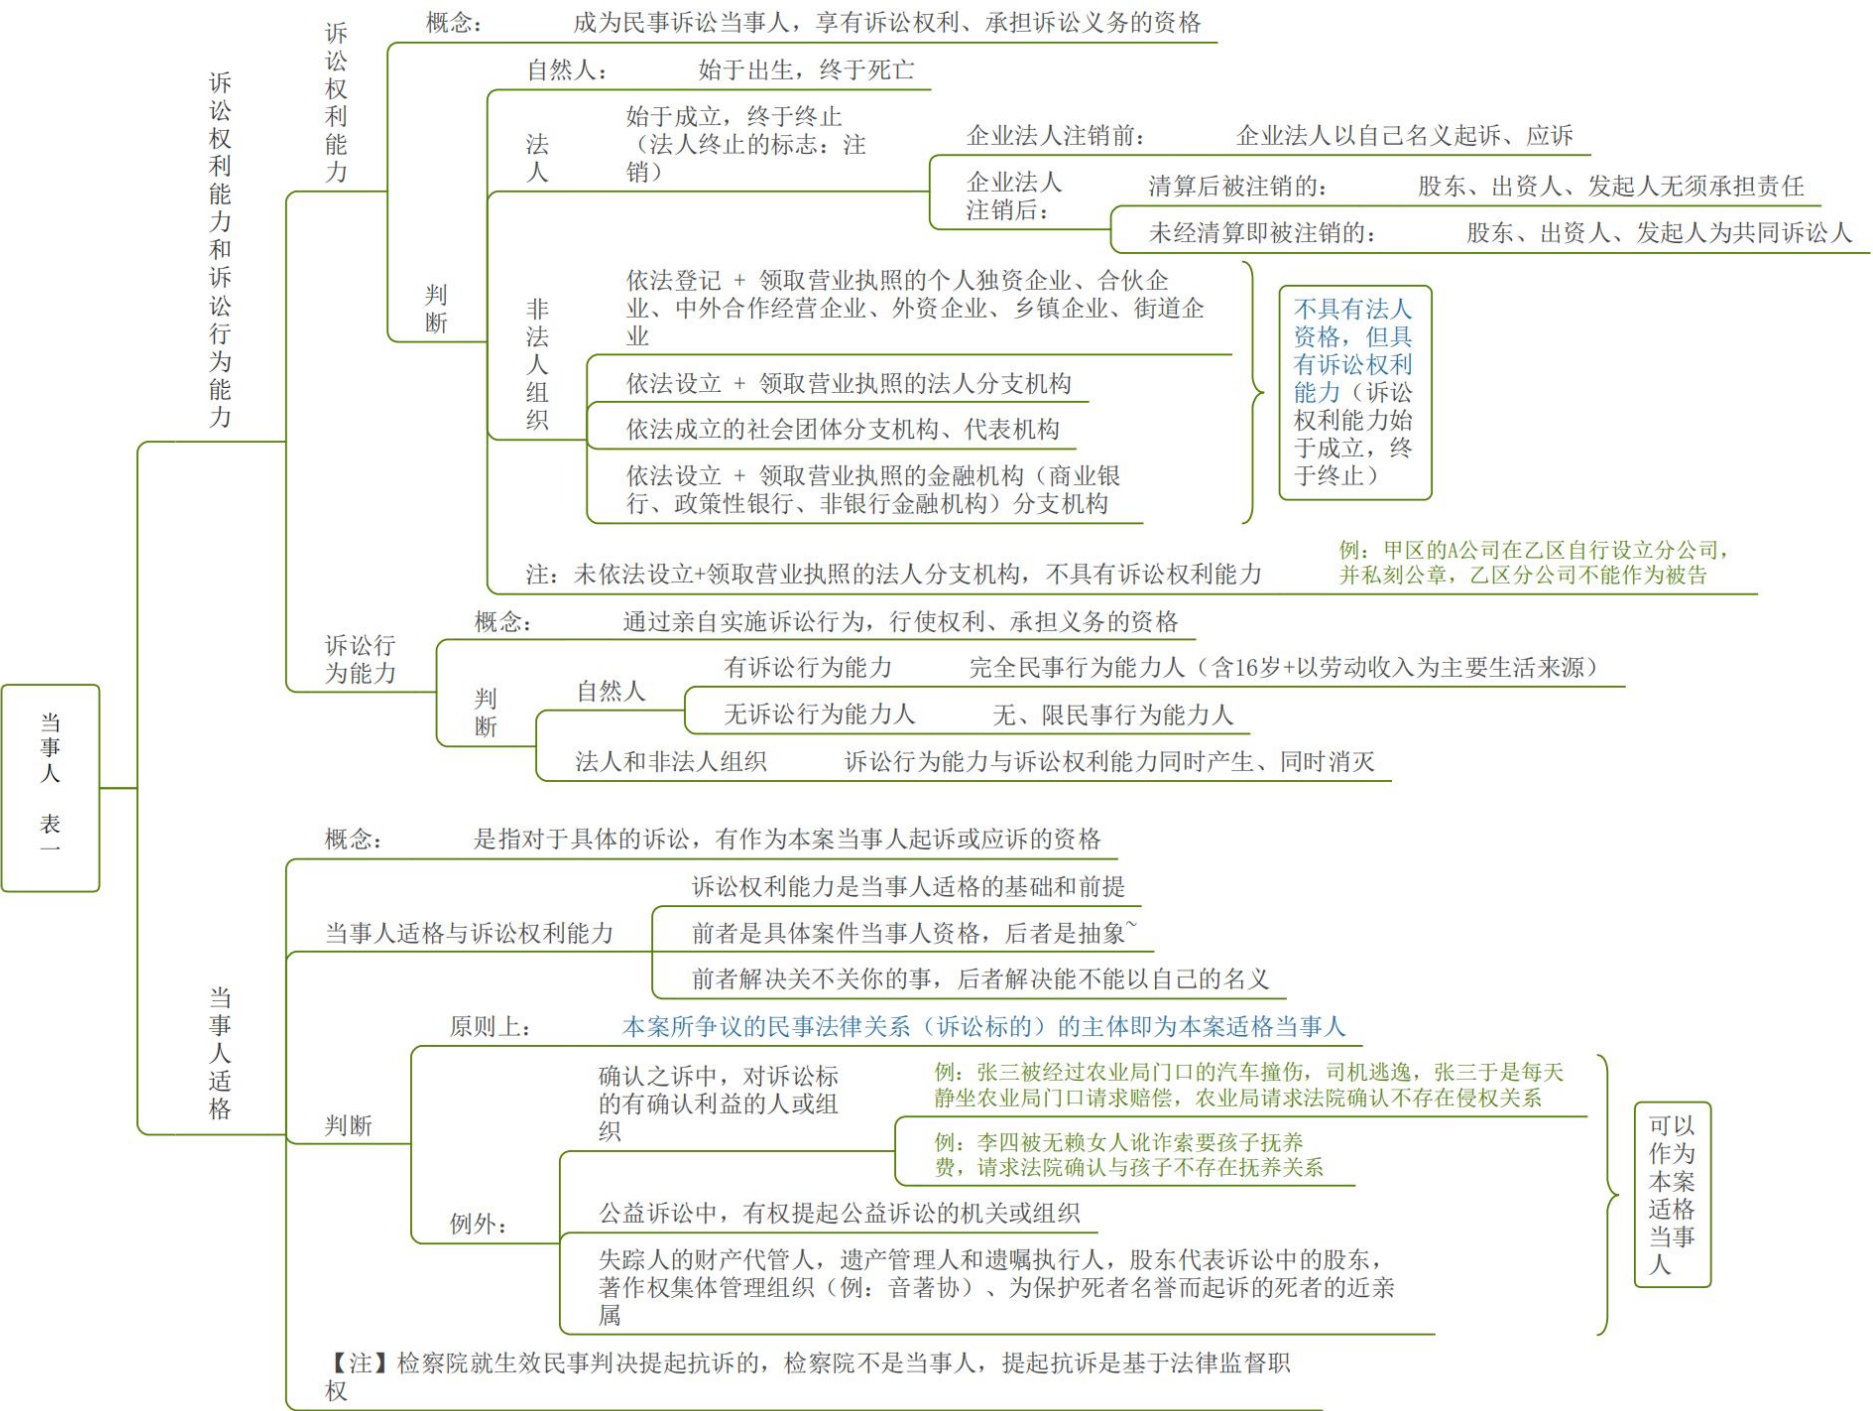 当事人 表一
诉讼权利能力和诉讼行为能力
诉讼权利能力
概念：
成为民事诉讼当事人，享有诉讼权利、承担诉讼义务的资格
判断
自然人：
始于出生，终于死亡
法人
始于成立，终于终止
（法人终止的标志：注
销）
企业法人注销前：
企业法人以自己名义起诉、应诉
企业法人
注销后：
清算后被注销的：
股东、出资人、发起人无须承担责任
未经清算即被注销的：
股东、出资人、发起人为共同诉讼人
非法人组织
依法登记 + 领取营业执照的个人独资企业、合伙企
业、中外合作经营企业、外资企业、乡镇企业、街道企
业
依法设立 + 领取营业执照的法人分支机构
依法成立的社会团体分支机构、代表机构
依法设立 + 领取营业执照的金融机构（商业银
行、政策性银行、非银行金融机构）分支机构
不具有法人
资格，但具
有诉讼权利
能力（诉讼
权利能力始
于成立，终
于终止）
注：未依法设立+领取营业执照的法人分支机构，不具有诉讼权利能力
例：甲区的A公司在乙区自行设立分公司，
并私刻公章，乙区分公司不能作为被告
诉讼行
为能力
概念：
通过亲自实施诉讼行为，行使权利、承担义务的资格
判断
自然人
有诉讼行为能力
完全民事行为能力人（含16岁+以劳动收入为主要生活来源）
无诉讼行为能力人
无、限民事行为能力人
法人和非法人组织
诉讼行为能力与诉讼权利能力同时产生、同时消灭
当事人适格
概念：
是指对于具体的诉讼，有作为本案当事人起诉或应诉的资格
当事人适格与诉讼权利能力
诉讼权利能力是当事人适格的基础和前提
前者是具体案件当事人资格，后者是抽象~
前者解决关不关你的事，后者解决能不能以自己的名义
判断
原则上：
本案所争议的民事法律关系（诉讼标的）的主体即为本案适格当事人
例外：
确认之诉中，对诉讼标
的有确认利益的人或组
织
例：张三被经过农业局门口的汽车撞伤，司机逃逸，张三于是每天
静坐农业局门口请求赔偿，农业局请求法院确认不存在侵权关系
例：李四被无赖女人讹诈索要孩子抚养
费，请求法院确认与孩子不存在抚养关系
公益诉讼中，有权提起公益诉讼的机关或组织
失踪人的财产代管人，遗产管理人和遗嘱执行人，股东代表诉讼中的股东，
著作权集体管理组织（例：音著协）、为保护死者名誉而起诉的死者的近亲
属
可以
作为
本案
适格
当事
人
【注】检察院就生效民事判决提起抗诉的，检察院不是当事人，提起抗诉是基于法律监督职
权